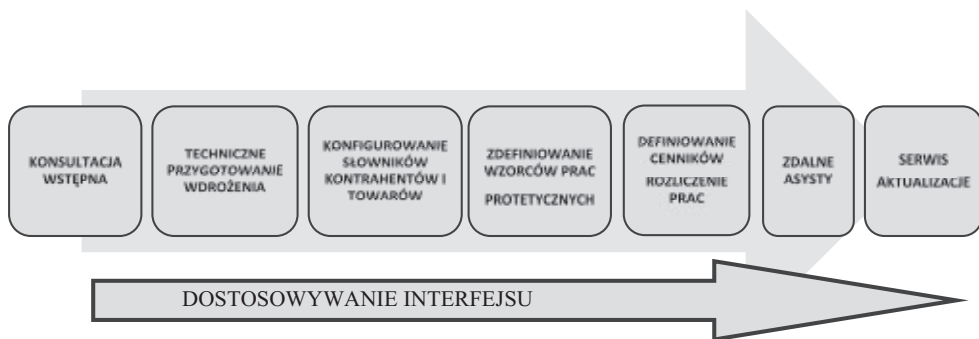 KONSULTACJA
WSTĘPNA
TECHNICZNE
PRZYGOTOWANIE
WDROŻENIA
KONFIGUROWANIE
SŁOWNIKÓW
KONTRAHENTÓW I
TOWARÓW
ZDEFINIOWANIE
WZORCÓW PRAC
PROTETYCZNYCH
DEFINIOWANIE
CENNIKÓW
ROZLICZENIE
PRAC
ZDALNE
ASYSTY
SERWIS
AKTUALIZACJE
DOSTOSOWYWANIE INTERFEJSU